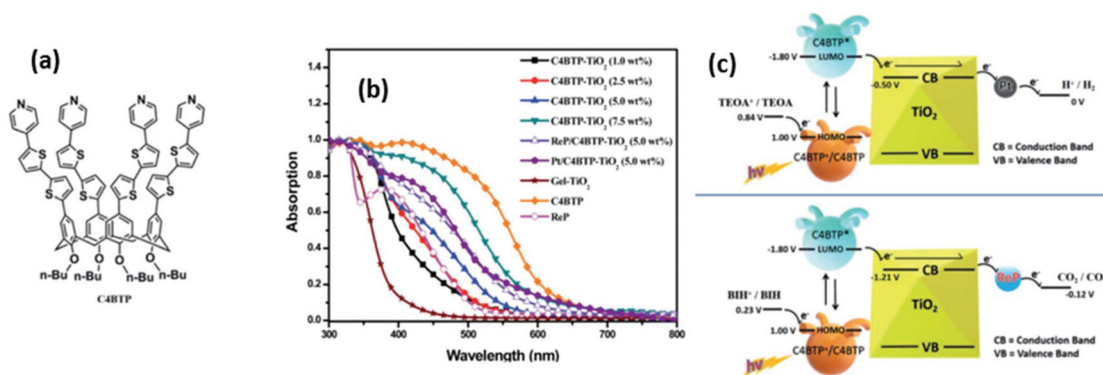 (a)
N
N
N
N
S
S
S
S
S
S
S
S
O
O
O
O
n-Bu
n-Bu
n-Bu
n-Bu
C4BTP
(b)
Absorption
1.4
1.2
1.0
0.8
0.6
0.4
0.2
0.0
300
400
500
600
700
800
Wavelength (nm)
C4BTP-TiO₂ (1.0 wt%)
C4BTP-TiO₂ (2.5 wt%)
C4BTP-TiO₂ (5.0 wt%)
C4BTP-TiO₂ (7.5 wt%)
ReP/C4BTP-TiO₂ (5.0 wt%)
Pt/C4BTP-TiO₂ (5.0 wt%)
Gel-TiO₂
C4BTP
ReP
(c)
C4BTP*
-1.80 V
LUMO
e⁻
-0.50 V
CB
e⁻
Pt
e⁻
H⁺ / H₂
0 V
TEOA⁺ / TEOA
0.84 V
e⁻
1.00 V
HOMO
C4BTP⁺/C4BTP
hv
TiO₂
VB
CB = Conduction Band
VB = Valence Band
C4BTP*
-1.80 V
LUMO
e⁻
-1.21 V
CB
e⁻
ReP
e⁻
CO₂ / CO
-0.12 V
BIH⁺ / BIH
0.23 V
e⁻
1.00 V
HOMO
C4BTP⁺/C4BTP
hv
TiO₂
VB
CB = Conduction Band
VB = Valence Band